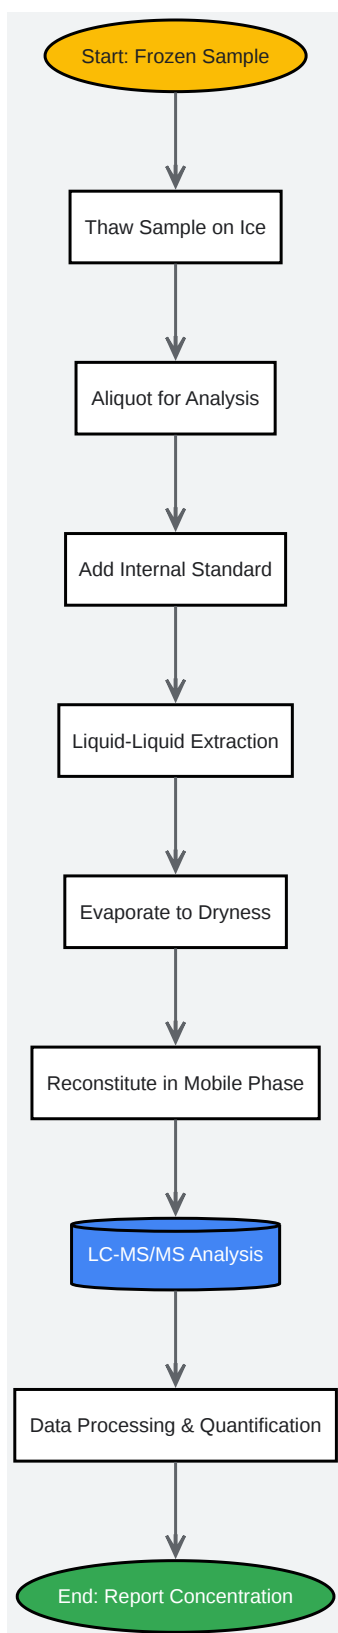 Start: Frozen Sample
Thaw Sample on Ice
Aliquot for Analysis
Add Internal Standard
Liquid-Liquid Extraction
Evaporate to Dryness
Reconstitute in Mobile Phase
LC-MS/MS Analysis
Data Processing & Quantification
End: Report Concentration